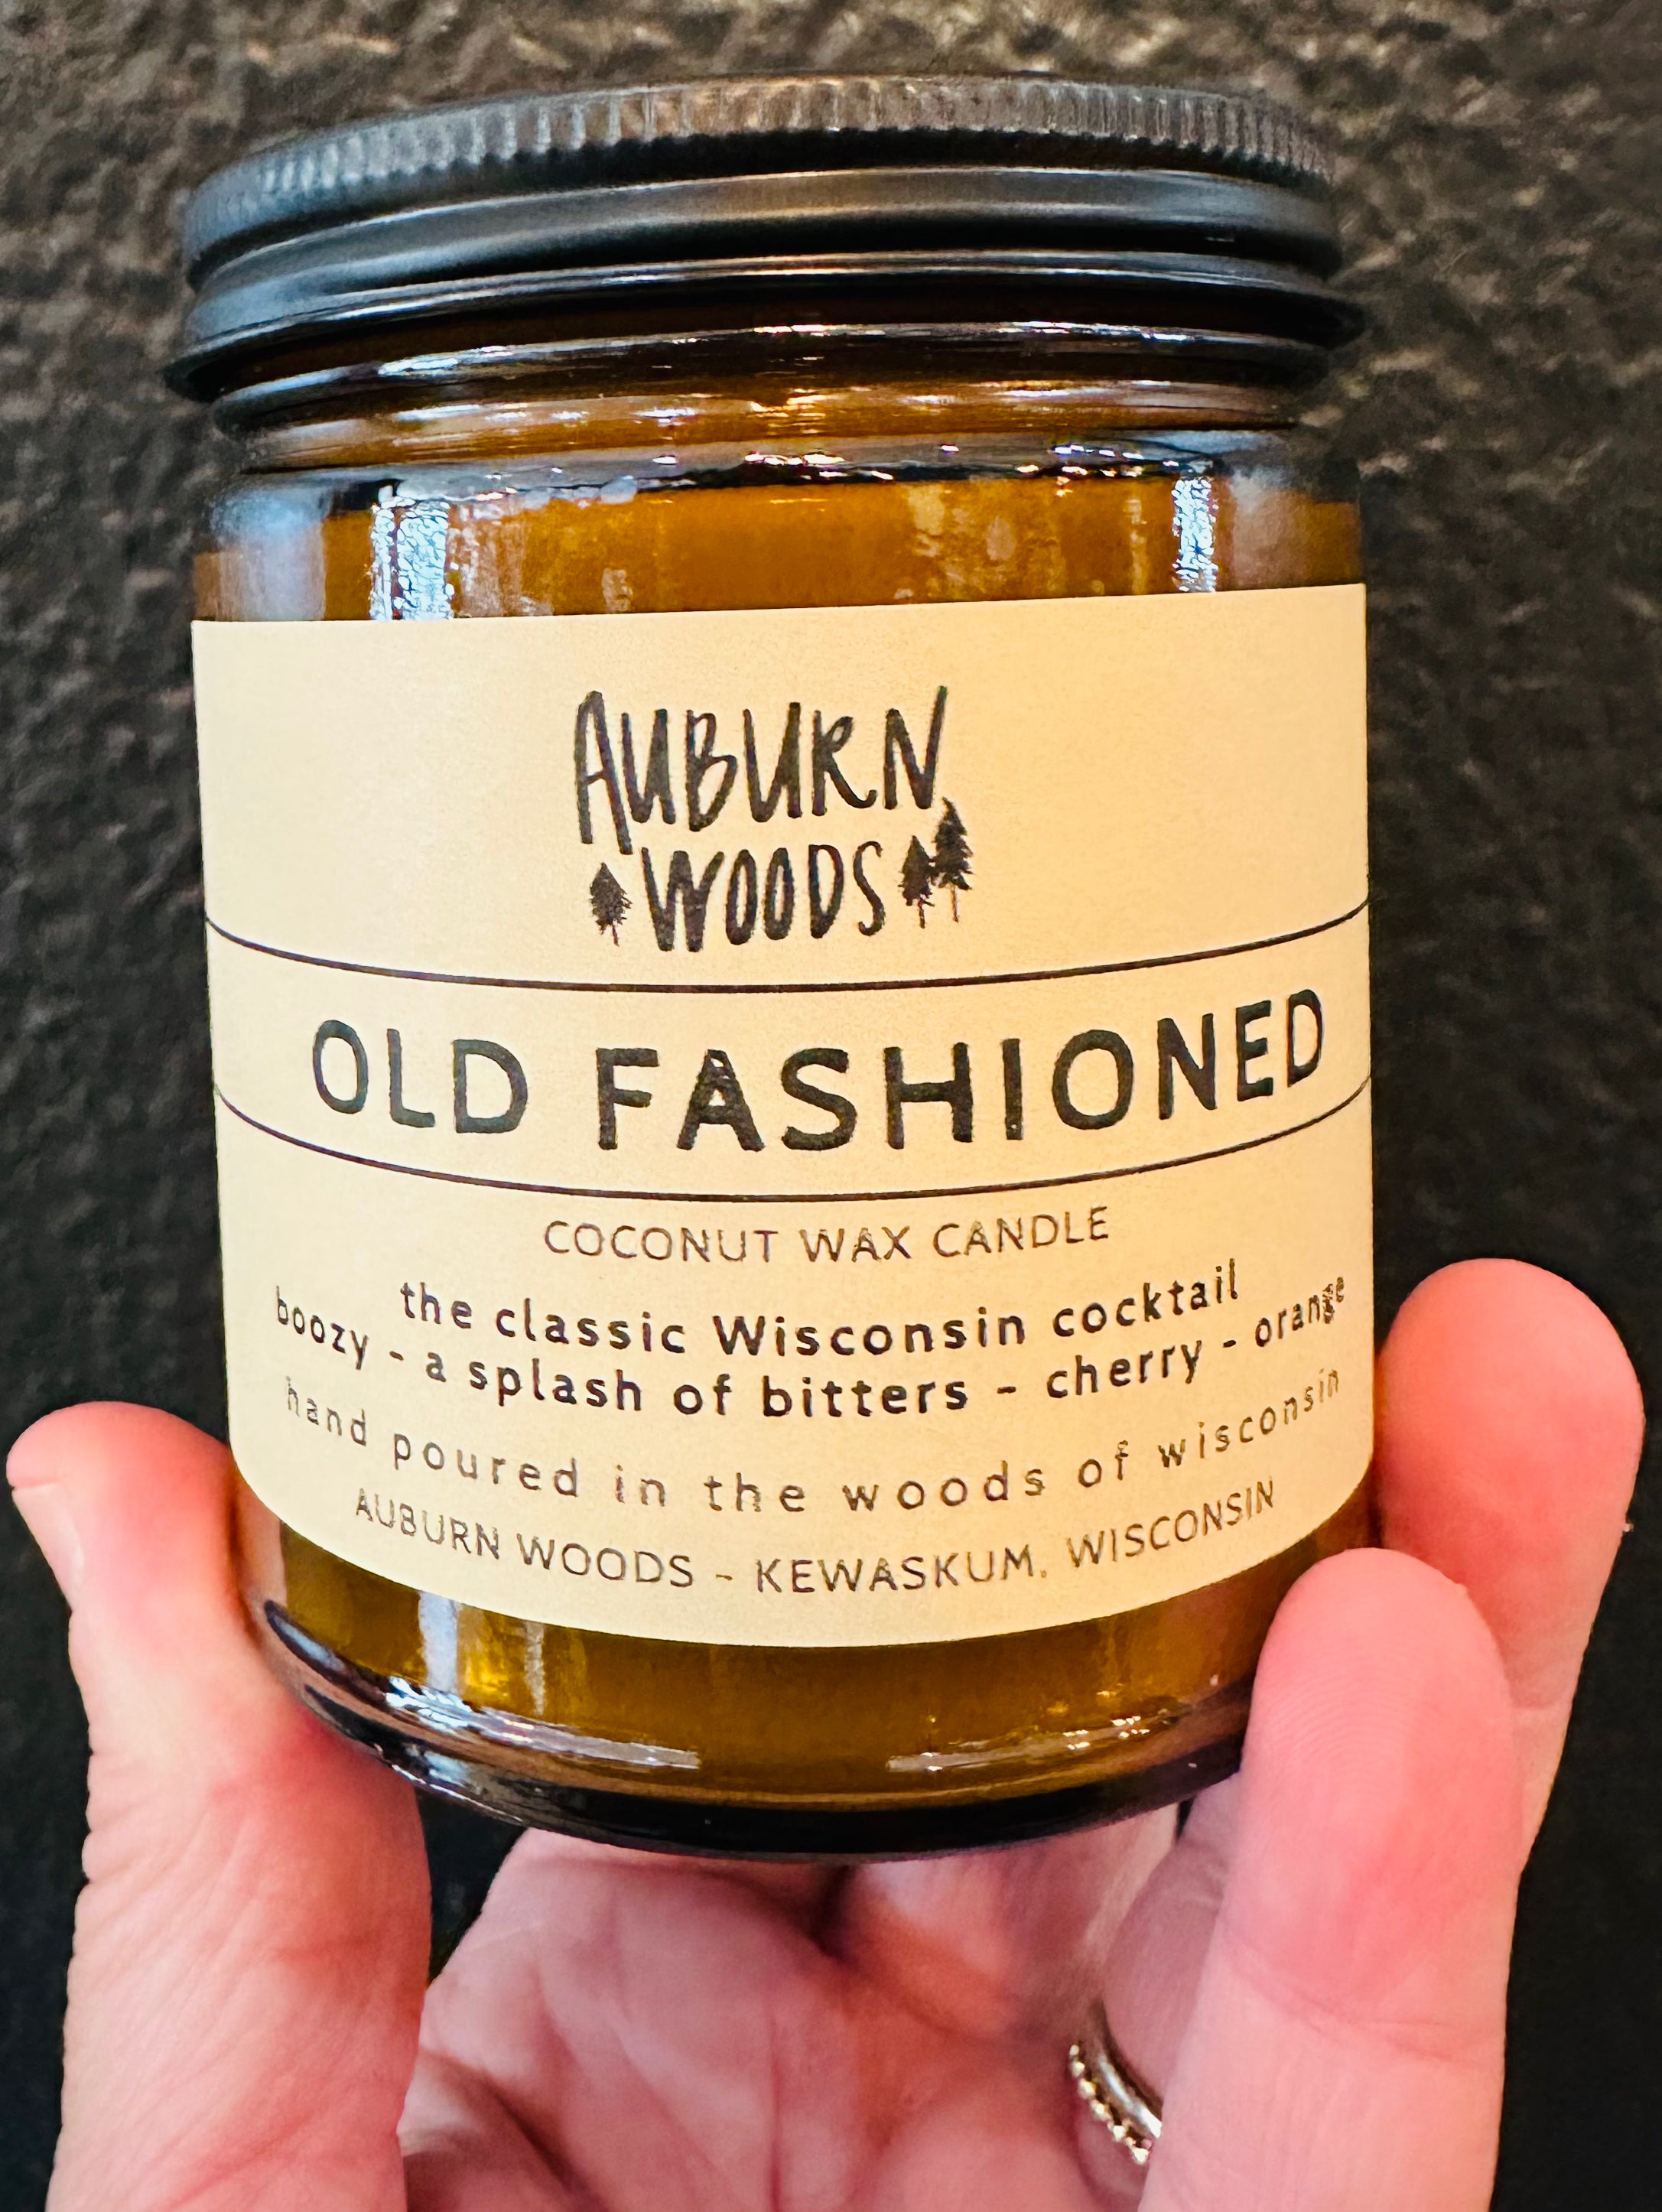 AUBURN
WOODS
OLD FASHIONED
COCONUT WAX CANDLE
the classic Wisconsin cocktail
boozy - a splash of bitters - cherry - orange
hand poured in the woods of wisconsin
AUBURN WOODS - KEWASKUM, WISCONSIN